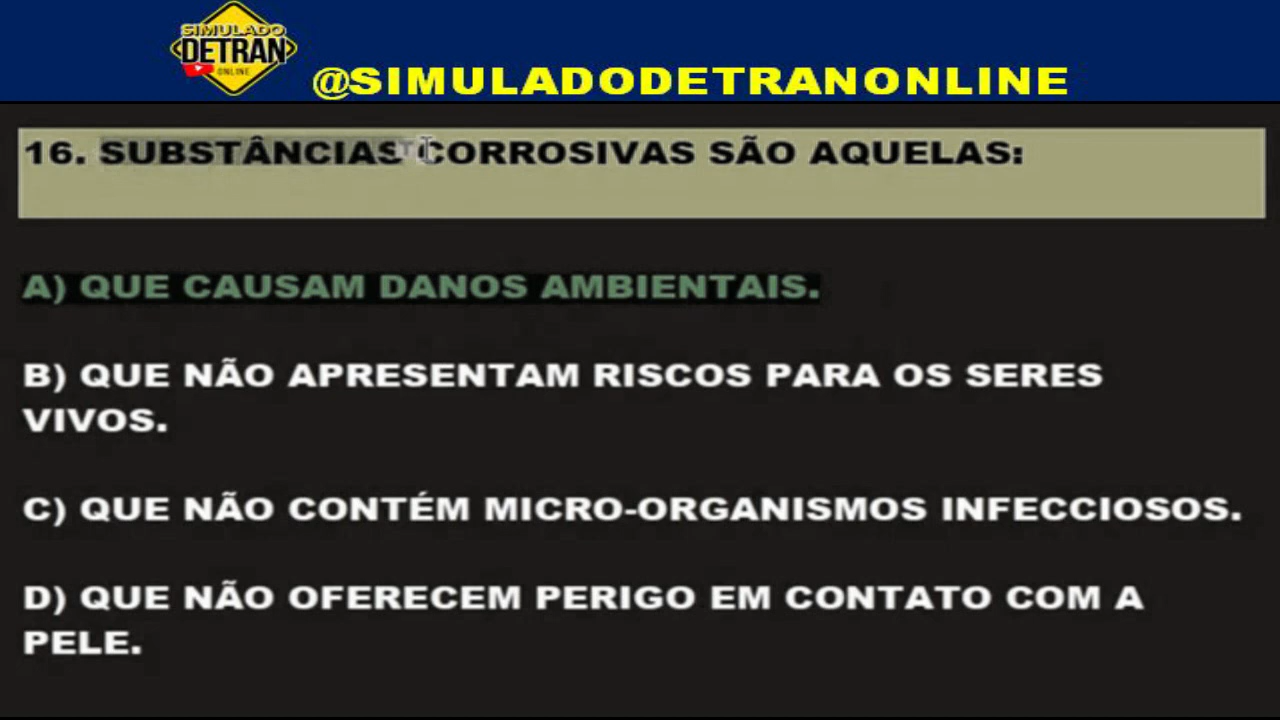 SIMULADO
DETRAN
ONLINE
@SIMULADODETRANONLINE
16. SUBSTÂNCIAS CORROSIVAS SÃO AQUELAS:
A) QUE CAUSAM DANOS AMBIENTAIS.
B) QUE NÃO APRESENTAM RISCOS PARA OS SERES
VIVOS.
C) QUE NÃO CONTÉM MICRO-ORGANISMOS INFECCIOSOS.
D) QUE NÃO OFERECEM PERIGO EM CONTATO COM A
PELE.